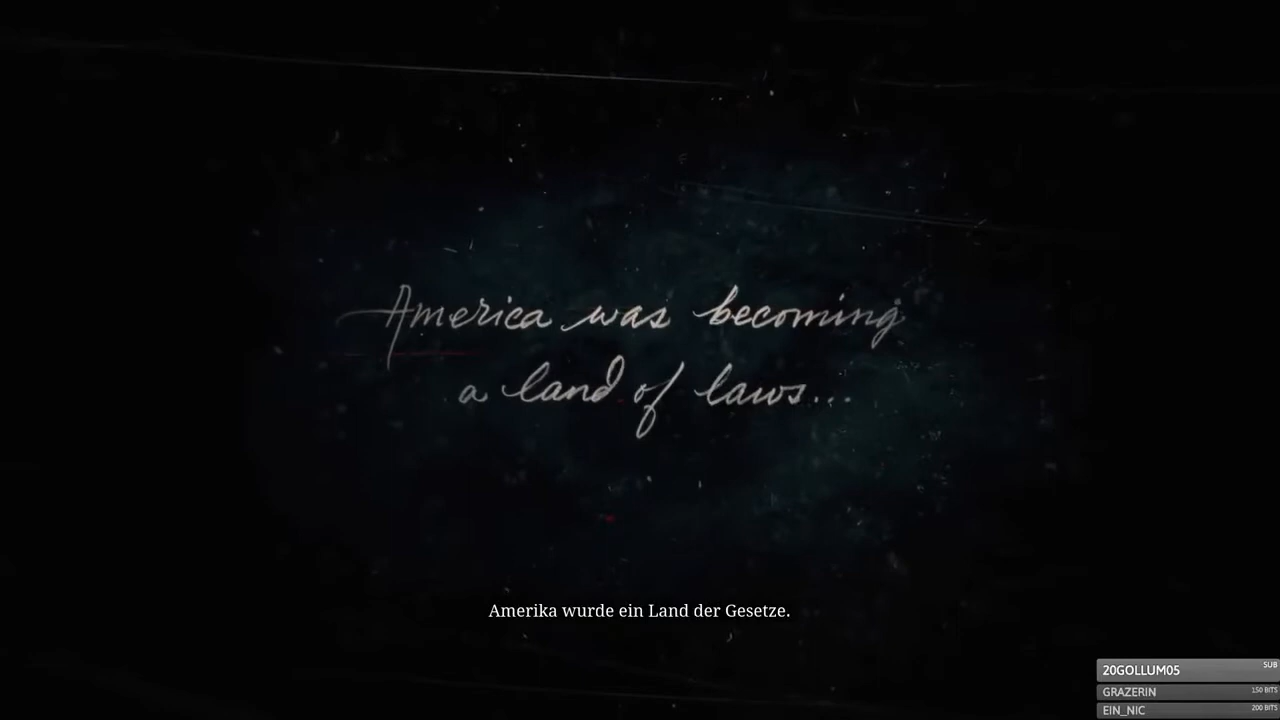 America was becoming
a land of laws...
Amerika wurde ein Land der Gesetze.
20GOLLUM05 SUB
GRAZERIN 150 BITS
EIN_NIC 200 BITS